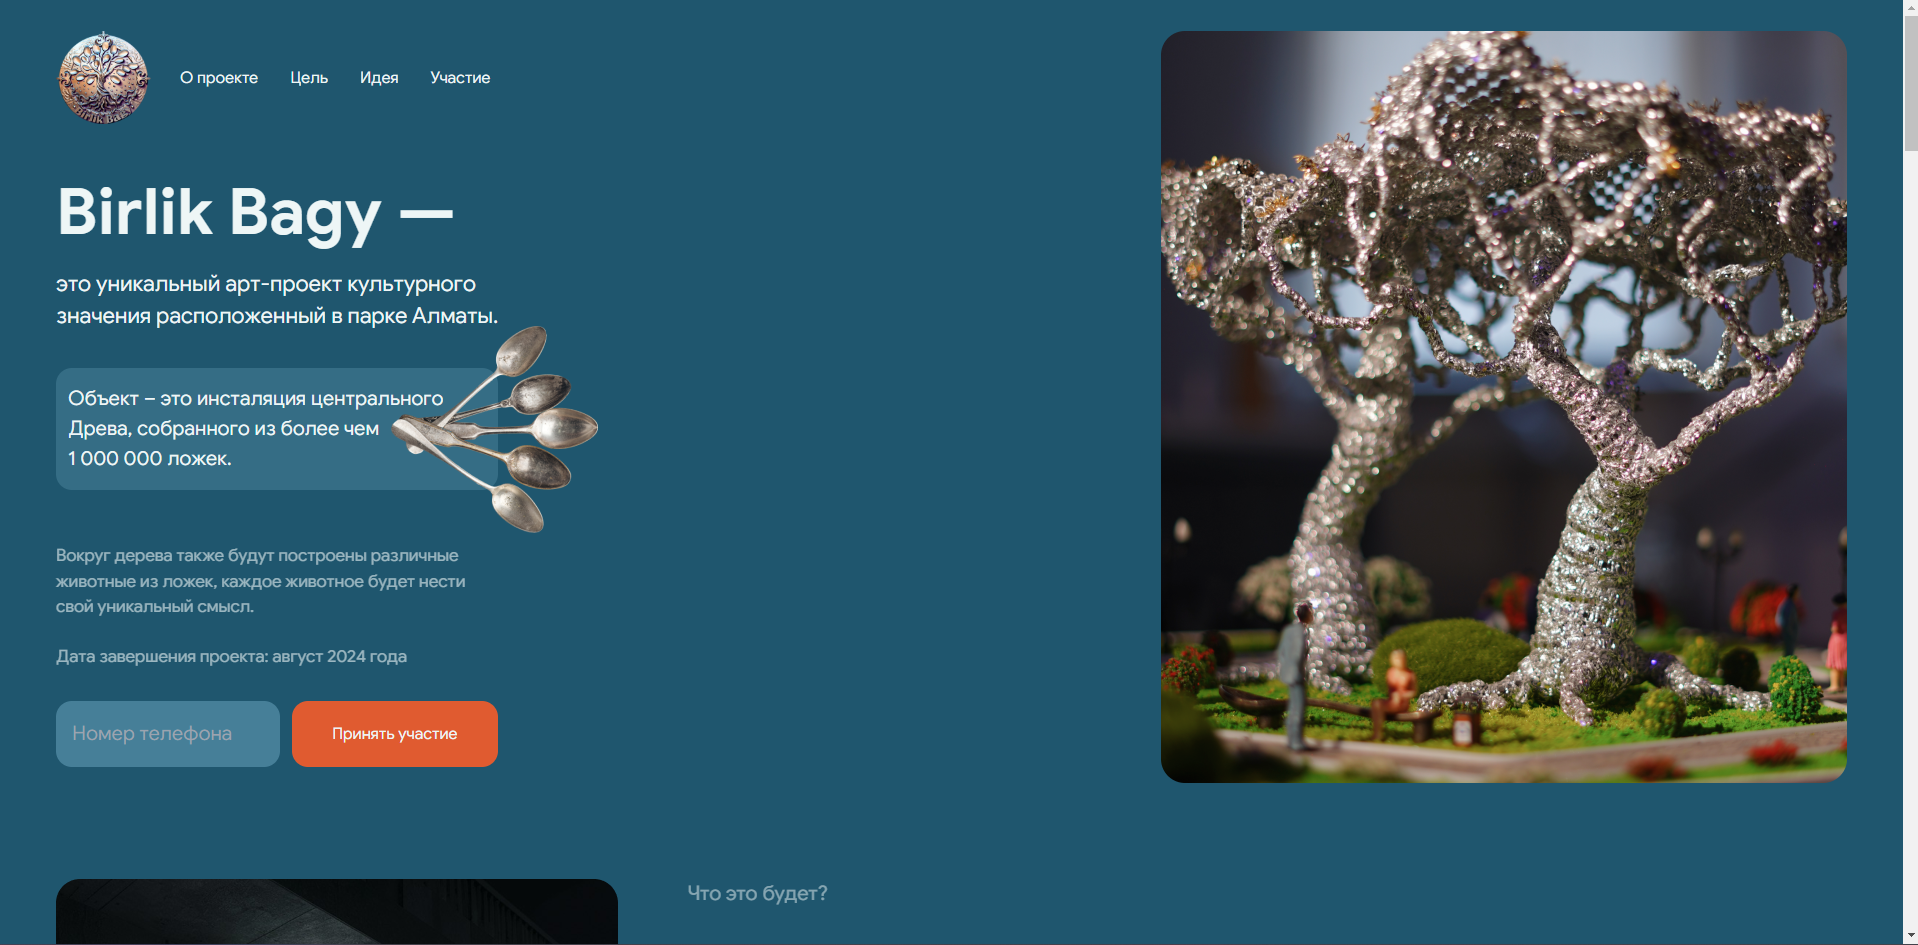 Birlik Bagy
О проекте Цель Идея Участие
Birlik Bagy —
это уникальный арт-проект культурного
значения расположенный в парке Алматы.
Объект – это инсталяция центрального
Древа, собранного из более чем
1 000 000 ложек.
Вокруг дерева также будут построены различные
животные из ложек, каждое животное будет нести
свой уникальный смысл.
Дата завершения проекта: август 2024 года
Номер телефона
Принять участие
Что это будет?